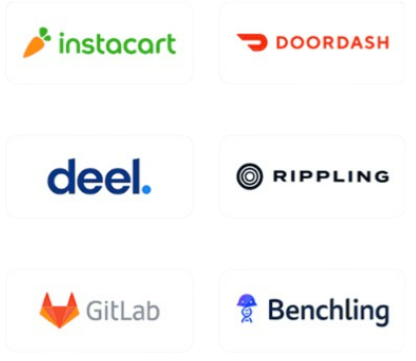 instacart
DOORDASH
deel.
RIPPLING
GitLab
Benchling